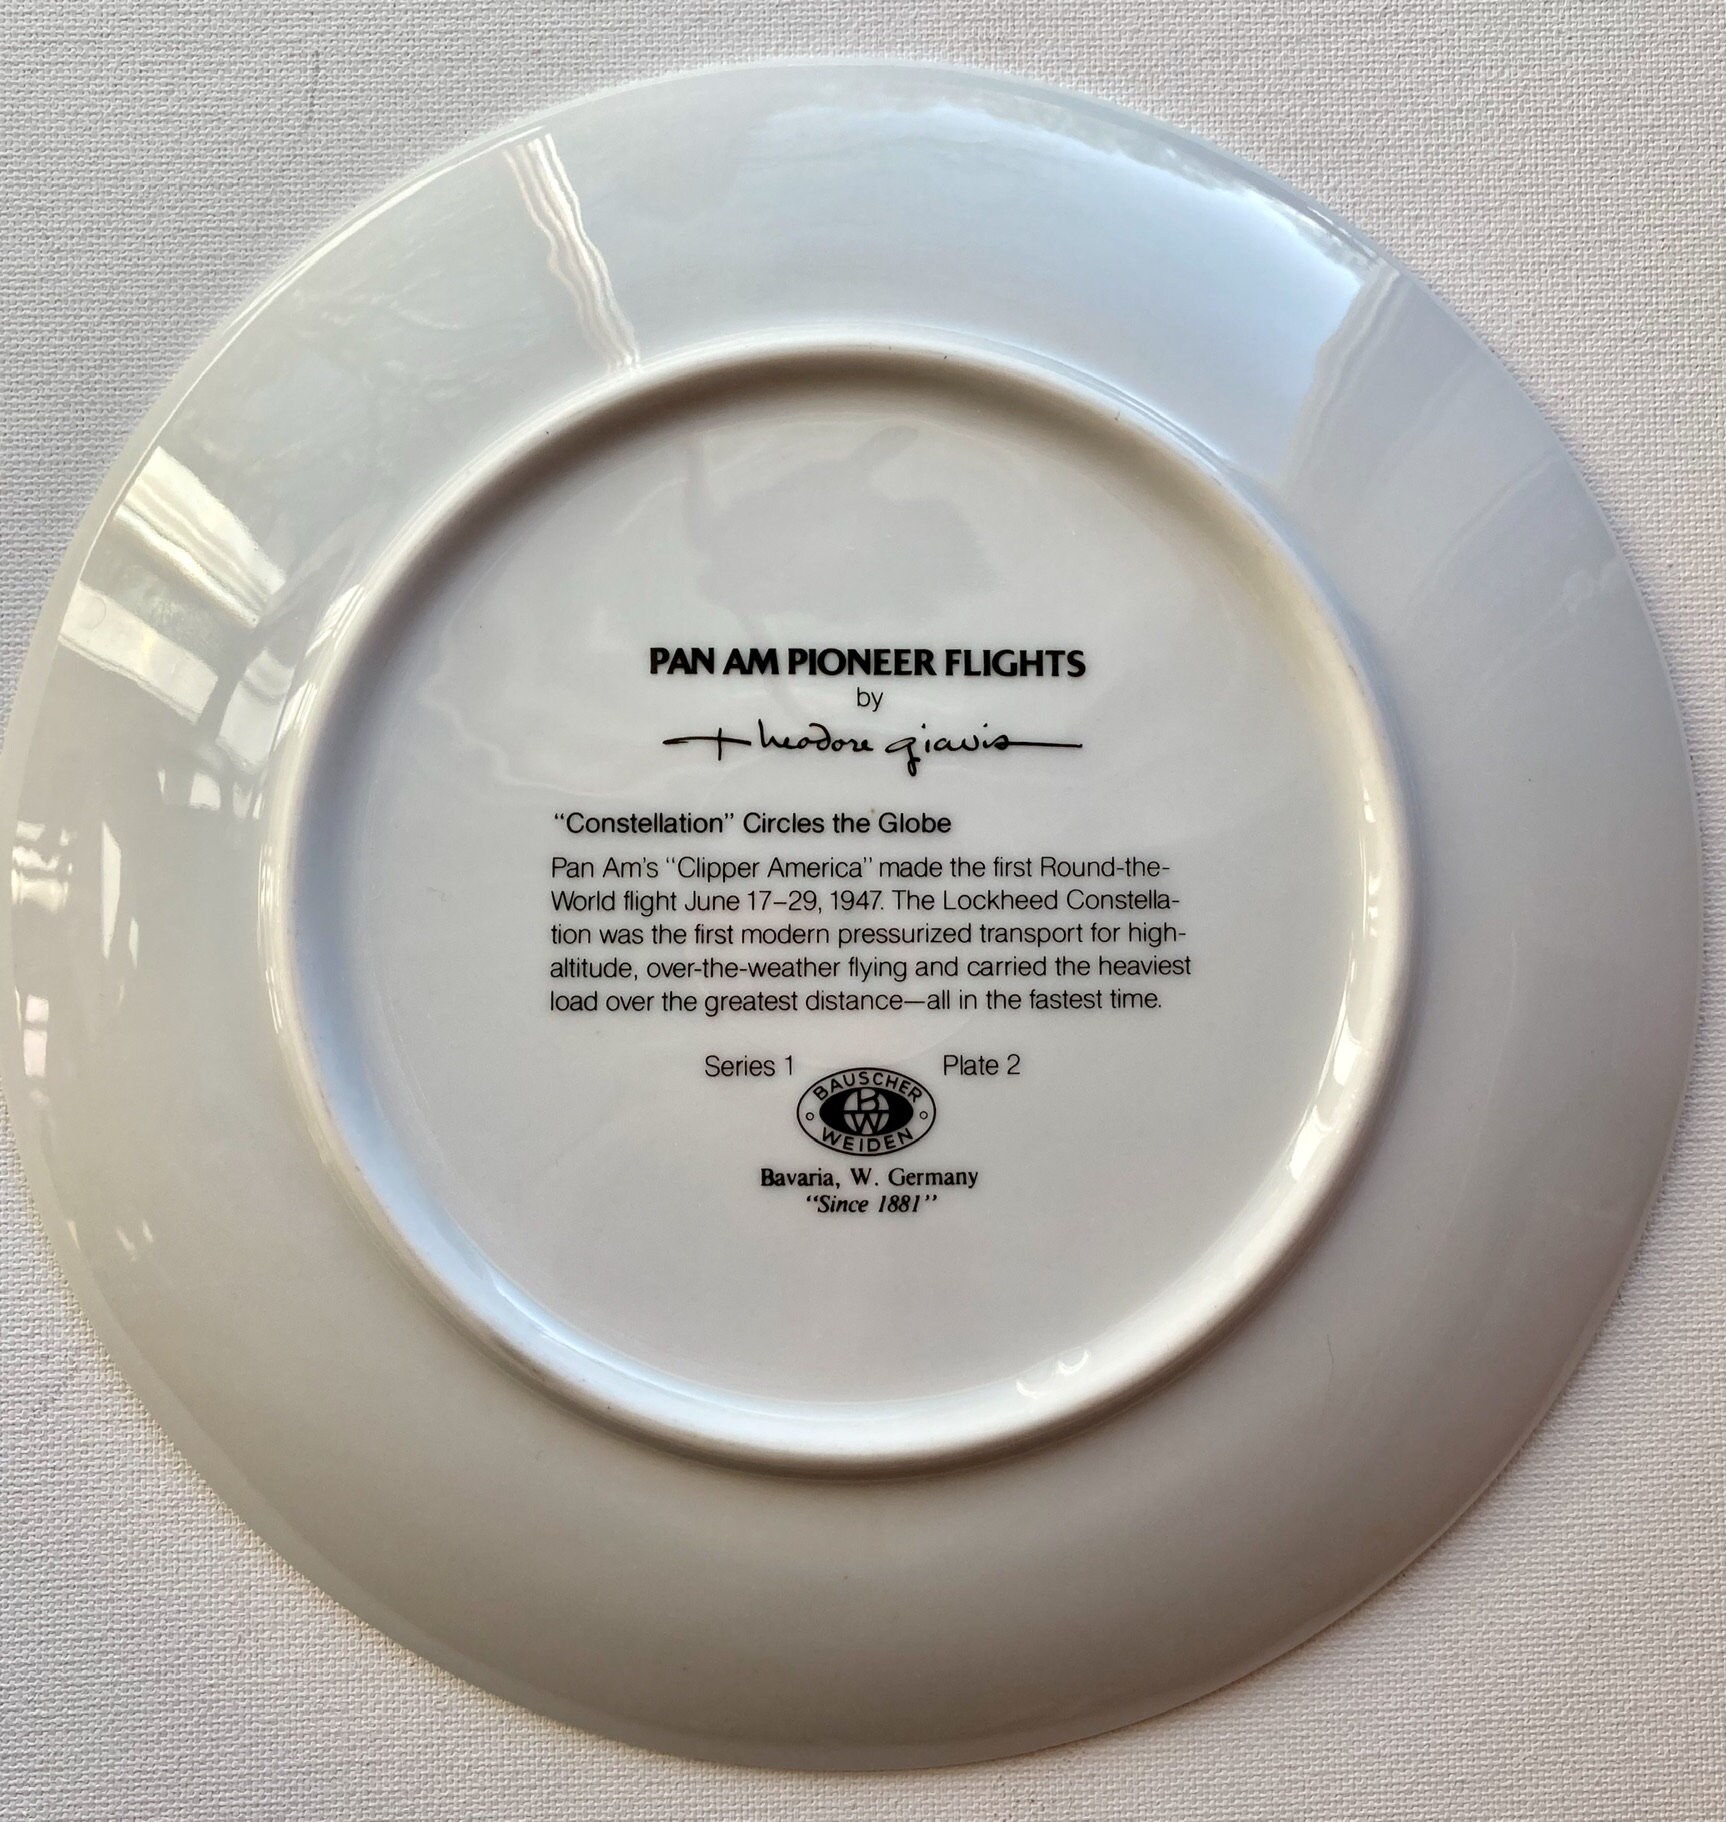 PAN AM PIONEER FLIGHTS
by
theodore giavis
“Constellation” Circles the Globe
Pan Am’s “Clipper America” made the first Round-the-
World flight June 17–29, 1947. The Lockheed Constella-
tion was the first modern pressurized transport for high-
altitude, over-the-weather flying and carried the heaviest
load over the greatest distance—all in the fastest time.
Series 1 Plate 2
BAUSCHER
B
W
WEIDEN
Bavaria, W. Germany
“Since 1881”